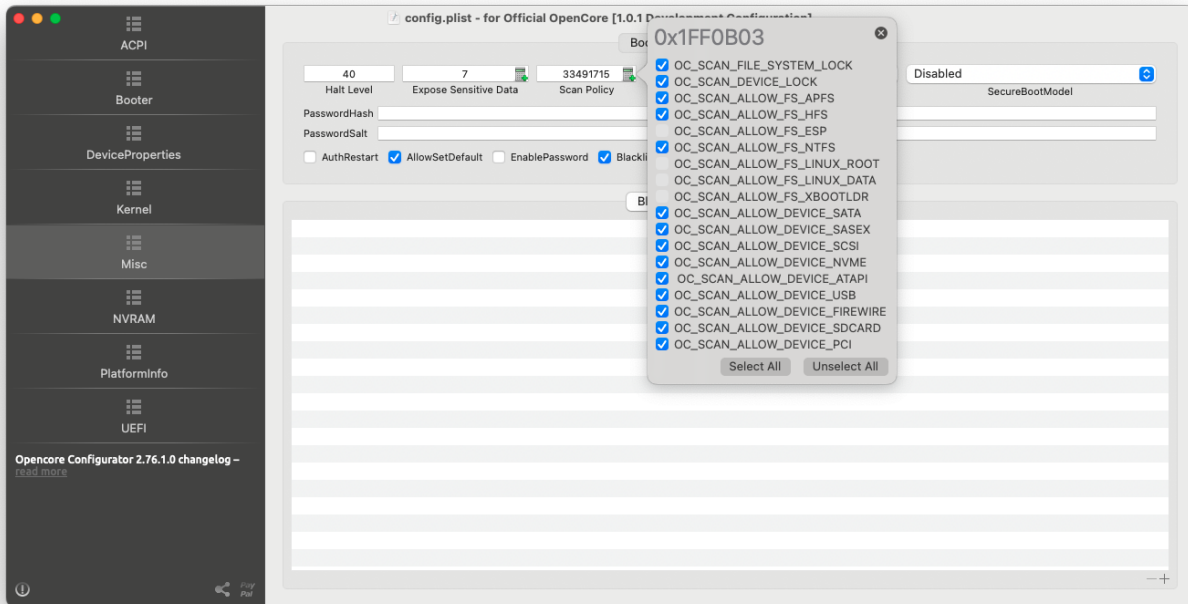 config.plist - for Official OpenCore [1.0.1 Development Configuration]
ACPI
Booter
DeviceProperties
Kernel
Misc
NVRAM
PlatformInfo
UEFI
Opencore Configurator 2.76.1.0 changelog –
read more
Pay
Pal
40
Halt Level
7
Expose Sensitive Data
33491715
Scan Policy
Disabled
SecureBootModel
PasswordHash
PasswordSalt
AuthRestart
AllowSetDefault
EnablePassword
0x1FF0B03
OC_SCAN_FILE_SYSTEM_LOCK
OC_SCAN_DEVICE_LOCK
OC_SCAN_ALLOW_FS_APFS
OC_SCAN_ALLOW_FS_HFS
OC_SCAN_ALLOW_FS_ESP
OC_SCAN_ALLOW_FS_NTFS
OC_SCAN_ALLOW_FS_LINUX_ROOT
OC_SCAN_ALLOW_FS_LINUX_DATA
OC_SCAN_ALLOW_FS_XBOOTLDR
OC_SCAN_ALLOW_DEVICE_SATA
OC_SCAN_ALLOW_DEVICE_SASEX
OC_SCAN_ALLOW_DEVICE_SCSI
OC_SCAN_ALLOW_DEVICE_NVME
OC_SCAN_ALLOW_DEVICE_ATAPI
OC_SCAN_ALLOW_DEVICE_USB
OC_SCAN_ALLOW_DEVICE_FIREWIRE
OC_SCAN_ALLOW_DEVICE_SDCARD
OC_SCAN_ALLOW_DEVICE_PCI
Select All
Unselect All